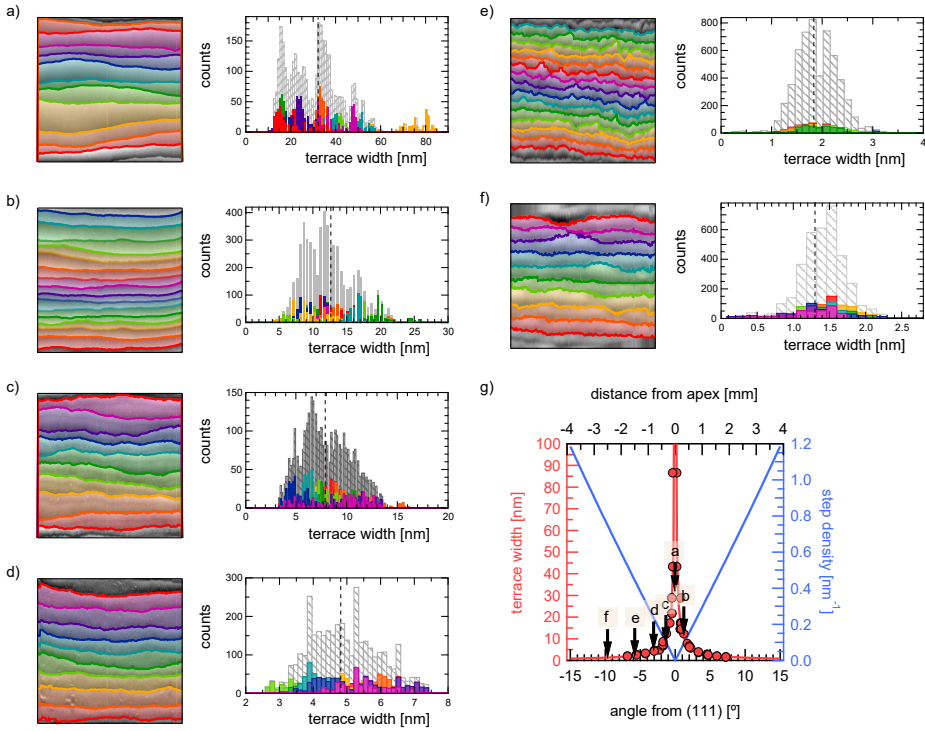 a)
counts
150
100
50
0
20
40
60
80
terrace width [nm]
b)
counts
400
300
200
100
0
0
5
10
15
20
25
30
terrace width [nm]
c)
counts
150
100
50
0
0
5
10
15
20
terrace width [nm]
d)
counts
300
200
100
0
2
3
4
5
6
7
8
terrace width [nm]
e)
counts
800
600
400
200
0
0
1
2
3
4
terrace width [nm]
f)
counts
600
400
200
0
0
0.5
1.0
1.5
2.0
2.5
terrace width [nm]
g)
distance from apex [mm]
-4 -3 -2 -1 0 1 2 3 4
terrace width [nm]
100
90
80
70
60
50
40
30
20
10
0
step density [nm-1]
1.2
1.0
0.8
0.6
0.4
0.2
0.0
a
b
c
d
e
f
-15 -10 -5 0 5 10 15
angle from (111) [º]